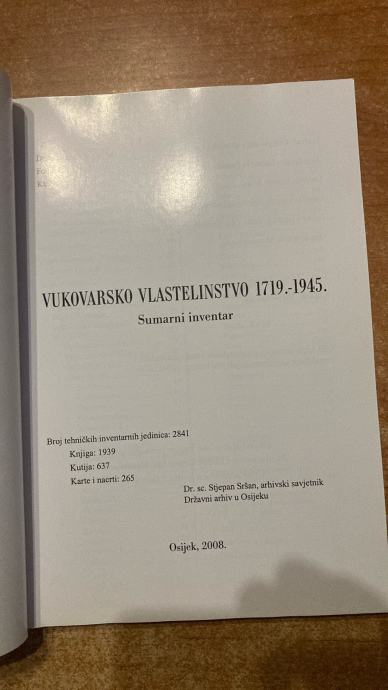 VUKOVARSKO VLASTELINSTVO 1719.-1945.
Sumarni inventar
Broj tehničkih inventarnih jedinica: 2841
Knjiga: 1939
Kutija: 637
Karte i nacrti: 265
Dr. sc. Stjepan Sršan, arhivski savjetnik
Državni arhiv u Osijeku
Osijek, 2008.